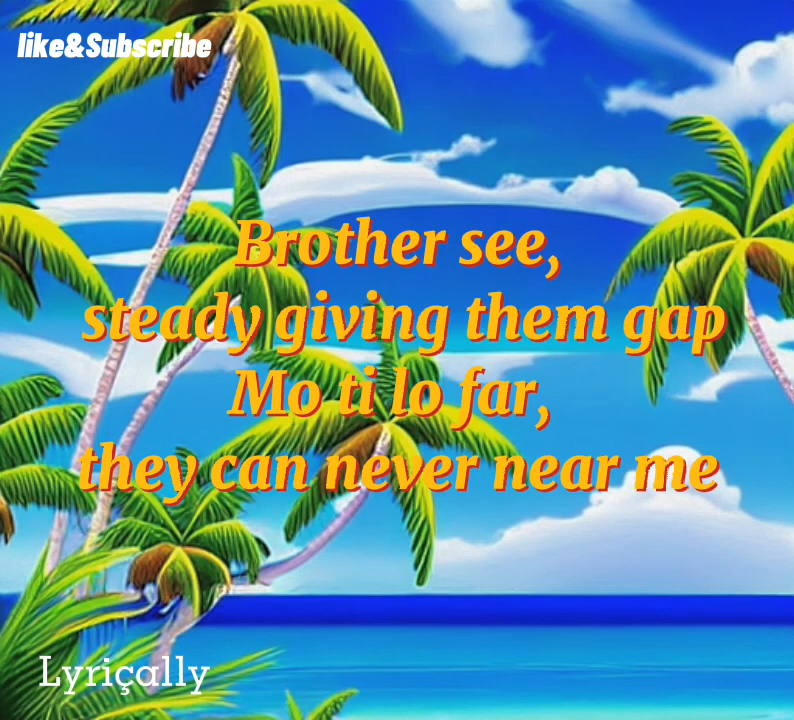 like&Subscribe
Brother see,
steady giving them gap
Mo ti lo far,
they can never near me
Lyriçally